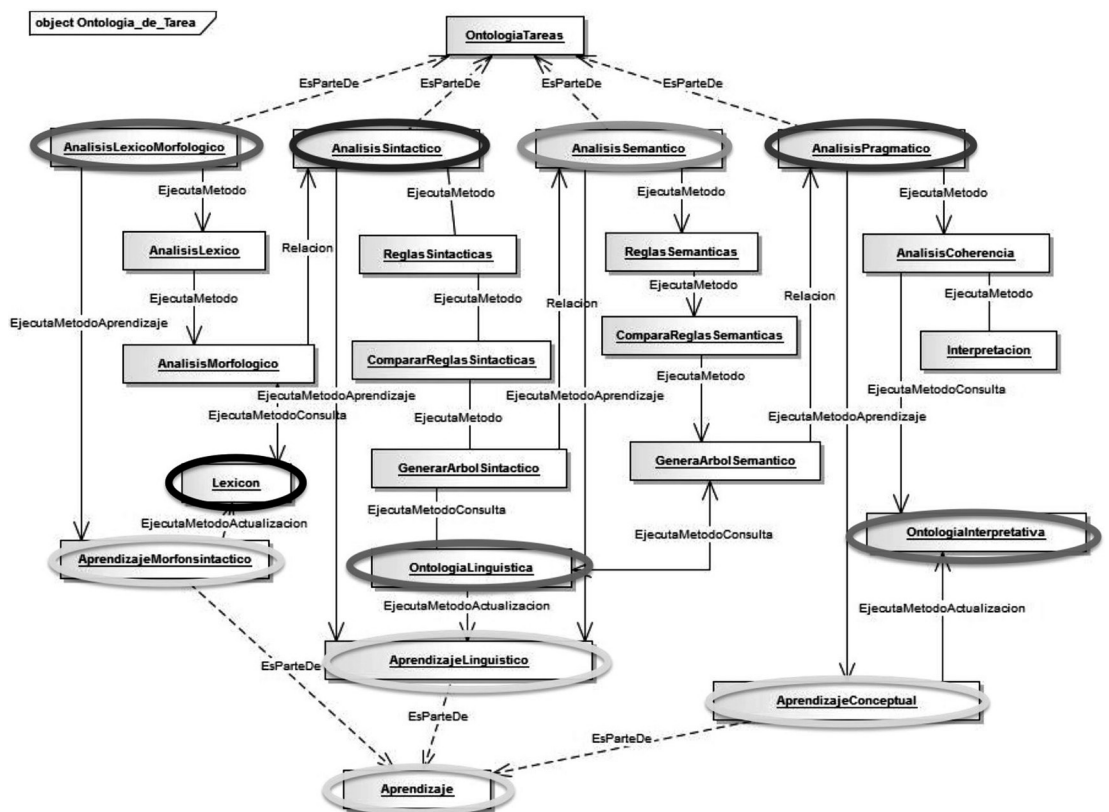 object Ontologia_de_Tarea
OntologiaTareas
EsParteDe
EsParteDe
EsParteDe
EsParteDe
AnalisisLexicoMorfologico
AnalisisSintactico
AnalisisSemantico
AnalisisPragmatico
EjecutaMetodo
EjecutaMetodo
EjecutaMetodo
EjecutaMetodo
AnalisisLexico
Relacion
ReglasSintacticas
ReglasSemanticas
AnalisisCoherencia
EjecutaMetodo
EjecutaMetodo
Relacion
EjecutaMetodo
Relacion
EjecutaMetodo
EjecutaMetodoAprendizaje
AnalisisMorfologico
CompararReglasSintacticas
ComparaReglasSemanticas
Interpretacion
EjecutaMetodoAprendizaje
EjecutaMetodoConsulta
EjecutaMetodo
EjecutaMetodoAprendizaje
EjecutaMetodo
EjecutaMetodoConsulta
EjecutaMetodoAprendizaje
Lexicon
GenerarArbolSintactico
GeneraArbolSemantico
EjecutaMetodoActualizacion
EjecutaMetodoConsulta
EjecutaMetodoConsulta
OntologiaInterpretativa
AprendizajeMorfonsintactico
OntologiaLinguistica
EjecutaMetodoActualizacion
EjecutaMetodoActualizacion
EsParteDe
AprendizajeLinguistico
AprendizajeConceptual
EsParteDe
EsParteDe
Aprendizaje